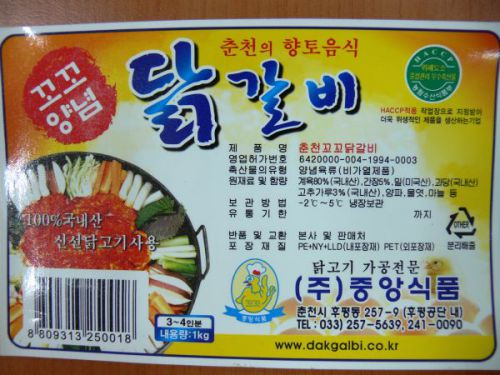 춘천의 향토음식
꼬꼬
양념
닭갈비
HACCP
HACCP적용 작업장으로 지정받아
더욱 위생적인 제품을 생산하는기업
제 품 명 춘천꼬꼬닭갈비
영업허가번호 6420000-004-1994-0003
축산물의유형 양념육류(비가열제품)
원재료 및 함량 계육80%(국내산),간장5%, 밀(미국산), 과당(국내산)
고추가루3%(국내산), 양파, 물엿, 마늘 등
보 관 방 법 -2℃~5℃ 냉장보관
유 통 기 한 까지
반품 및 교환 본사 및 판매처
포 장 재 질 PE+NY+LLD(내포장재) PET(외포장재)
OTHER
분리배출
100%국내산
신선닭고기사용
8 809313 250018
3~4인분
내용량:1kg
꼬꼬
중앙식품
닭고기 가공전문
(주)중앙식품
춘천시 후평동 257-9 (후평공단 내)
TEL : 033) 257-5639, 241-0090
www.dakgalbi.co.kr